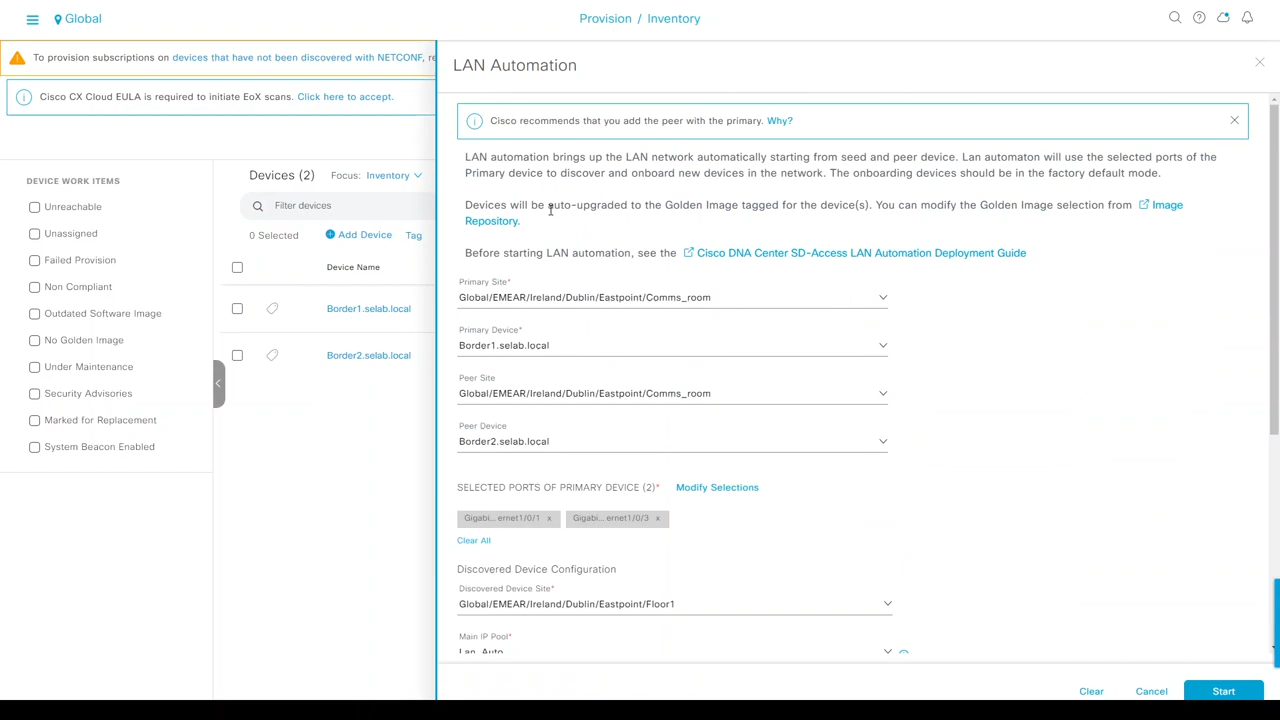 Global
Provision / Inventory
To provision subscriptions on devices that have not been discovered with NETCONF, re
Cisco CX Cloud EULA is required to initiate EoX scans. Click here to accept.
DEVICE WORK ITEMS
Unreachable
Unassigned
Failed Provision
Non Compliant
Outdated Software Image
No Golden Image
Under Maintenance
Security Advisories
Marked for Replacement
System Beacon Enabled
Devices (2) Focus: Inventory
Filter devices
0 Selected Add Device Tag
Device Name
Border1.selab.local
Border2.selab.local
LAN Automation
Cisco recommends that you add the peer with the primary. Why?
LAN automation brings up the LAN network automatically starting from seed and peer device. Lan automaton will use the selected ports of the
Primary device to discover and onboard new devices in the network. The onboarding devices should be in the factory default mode.
Devices will be auto-upgraded to the Golden Image tagged for the device(s). You can modify the Golden Image selection from Image
Repository.
Before starting LAN automation, see the Cisco DNA Center SD-Access LAN Automation Deployment Guide
Primary Site*
Global/EMEAR/Ireland/Dublin/Eastpoint/Comms_room
Primary Device*
Border1.selab.local
Peer Site
Global/EMEAR/Ireland/Dublin/Eastpoint/Comms_room
Peer Device
Border2.selab.local
SELECTED PORTS OF PRIMARY DEVICE (2)* Modify Selections
Gigabi... ernet1/0/1 x Gigabi... ernet1/0/3 x
Clear All
Discovered Device Configuration
Discovered Device Site*
Global/EMEAR/Ireland/Dublin/Eastpoint/Floor1
Main IP Pool*
Lan_Auto
Clear Cancel Start